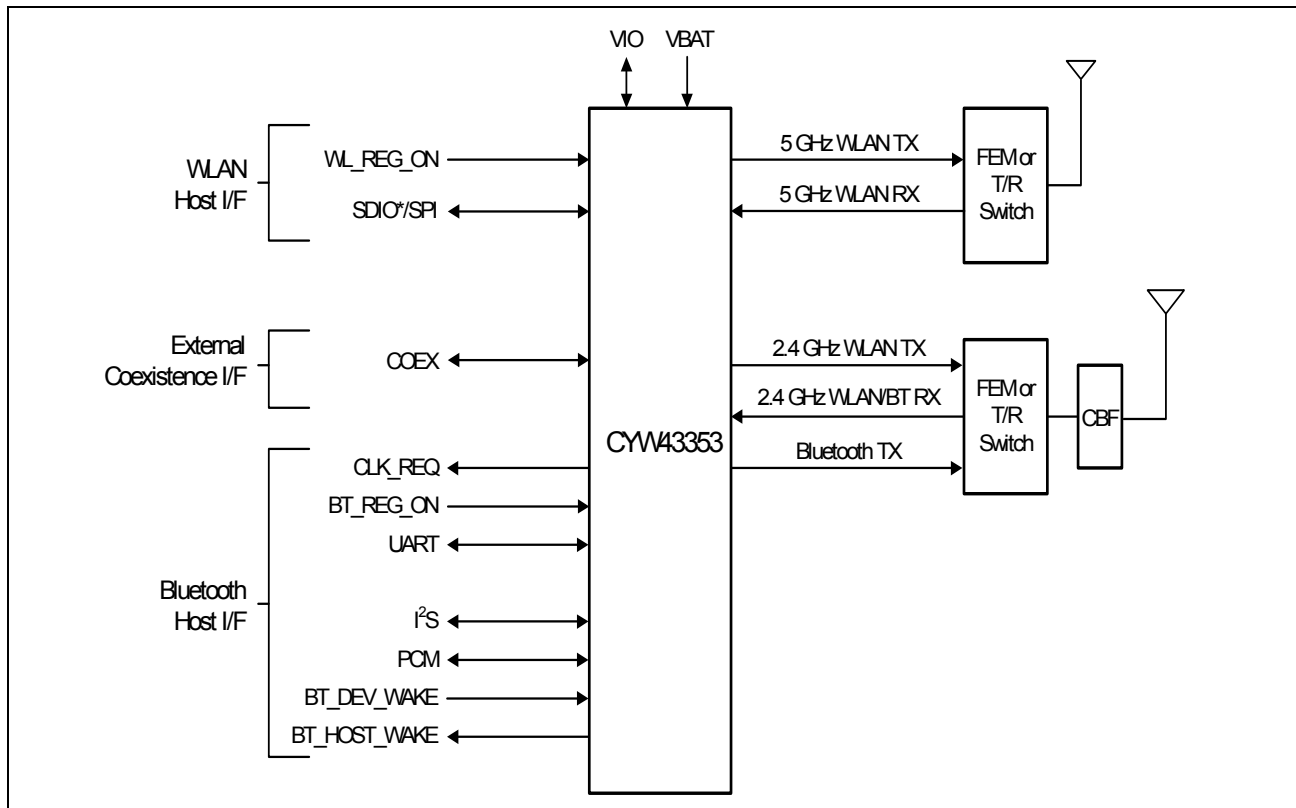 VIO VBAT
WLAN
Host I/F
WL_REG_ON
SDIO*/SPI
5 GHz WLAN TX
5 GHz WLAN RX
FEM or
T/R
Switch
External
Coexistence I/F
COEX
CYW43353
2.4 GHz WLAN TX
2.4 GHz WLAN/BT RX
Bluetooth TX
FEM or
T/R
Switch
CBF
Bluetooth
Host I/F
CLK_REQ
BT_REG_ON
UART
I²S
PCM
BT_DEV_WAKE
BT_HOST_WAKE